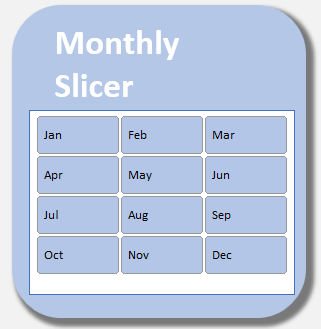 Monthly
Slicer
Jan Feb Mar
Apr May Jun
Jul Aug Sep
Oct Nov Dec